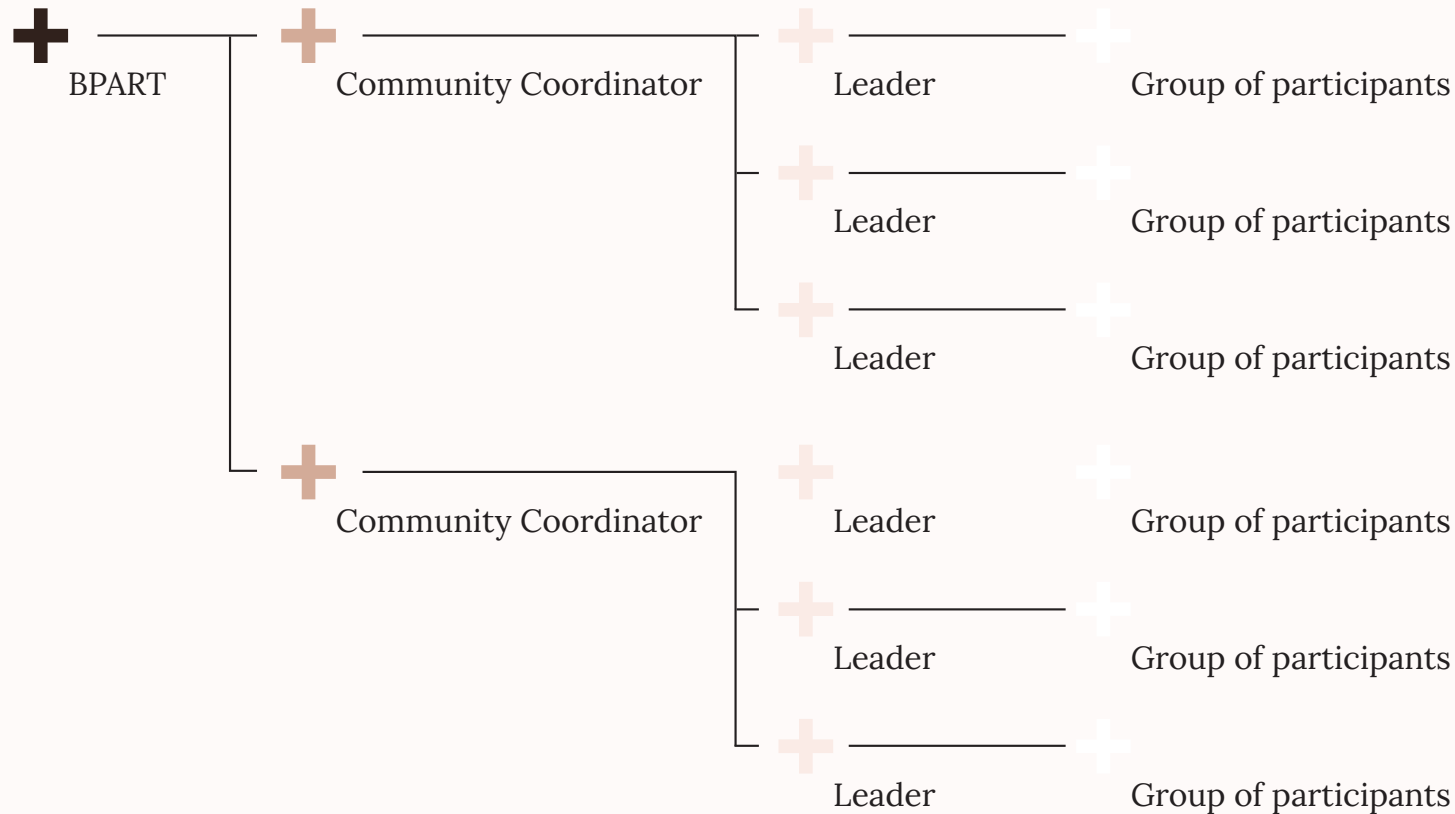 BPART Community Coordinator Leader Group of participants
Leader Group of participants
Leader Group of participants
Community Coordinator Leader Group of participants
Leader Group of participants
Leader Group of participants